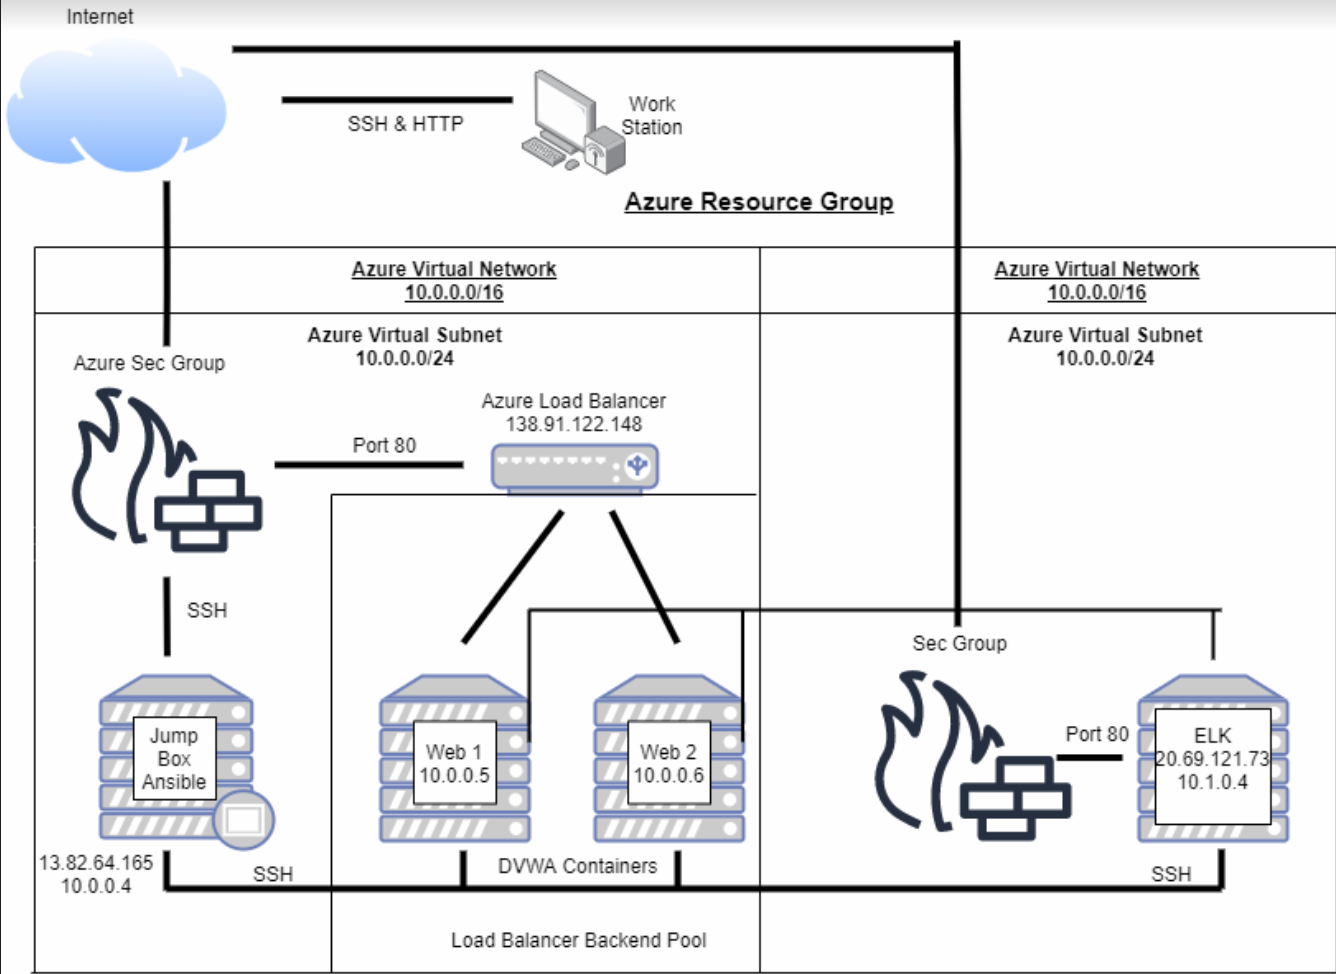 Internet
SSH & HTTP
Work
Station
Azure Resource Group
Azure Virtual Network
10.0.0.0/16
Azure Virtual Network
10.0.0.0/16
Azure Virtual Subnet
10.0.0.0/24
Azure Virtual Subnet
10.0.0.0/24
Azure Sec Group
Azure Load Balancer
138.91.122.148
Port 80
SSH
Sec Group
Jump
Box
Ansible
Web 1
10.0.0.5
Web 2
10.0.0.6
Port 80
ELK
20.69.121.73
10.1.0.4
13.82.64.165
10.0.0.4
SSH
DVWA Containers
SSH
Load Balancer Backend Pool